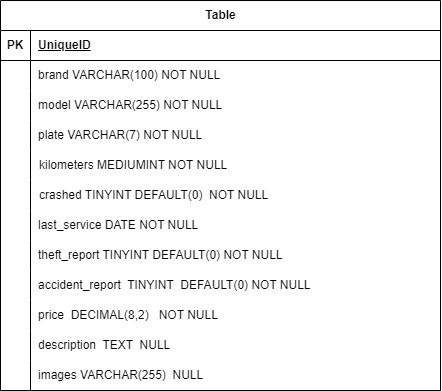 Table
PK UniqueID
brand VARCHAR(100) NOT NULL
model VARCHAR(255) NOT NULL
plate VARCHAR(7) NOT NULL
kilometers MEDIUMINT NOT NULL
crashed TINYINT DEFAULT(0) NOT NULL
last_service DATE NOT NULL
theft_report TINYINT DEFAULT(0) NOT NULL
accident_report TINYINT DEFAULT(0) NOT NULL
price DECIMAL(8,2) NOT NULL
description TEXT NULL
images VARCHAR(255) NULL